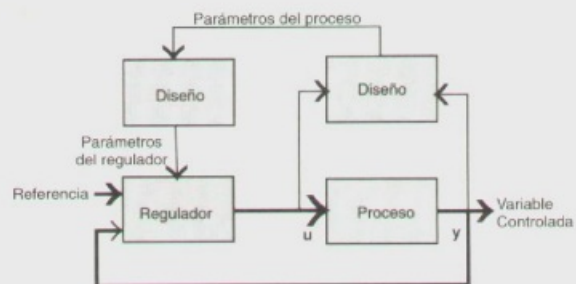 Parámetros del proceso
Diseño
Diseño
Parámetros
del regulador
Referencia
Regulador
Proceso
Variable
Controlada
u
y